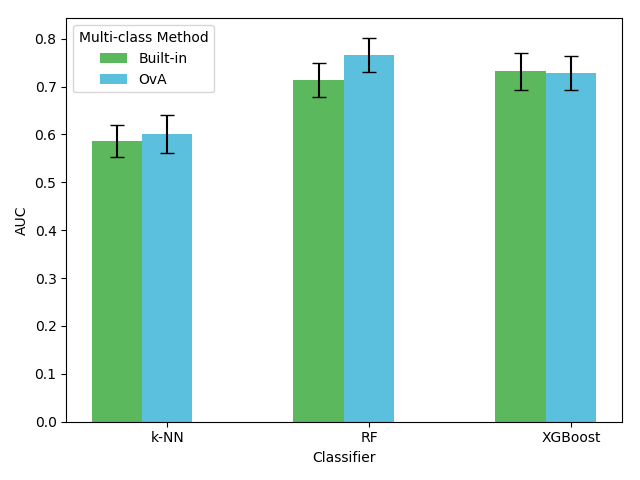 Multi-class Method
Built-in
OvA
AUC
0.8
0.7
0.6
0.5
0.4
0.3
0.2
0.1
0.0
k-NN
RF
XGBoost
Classifier